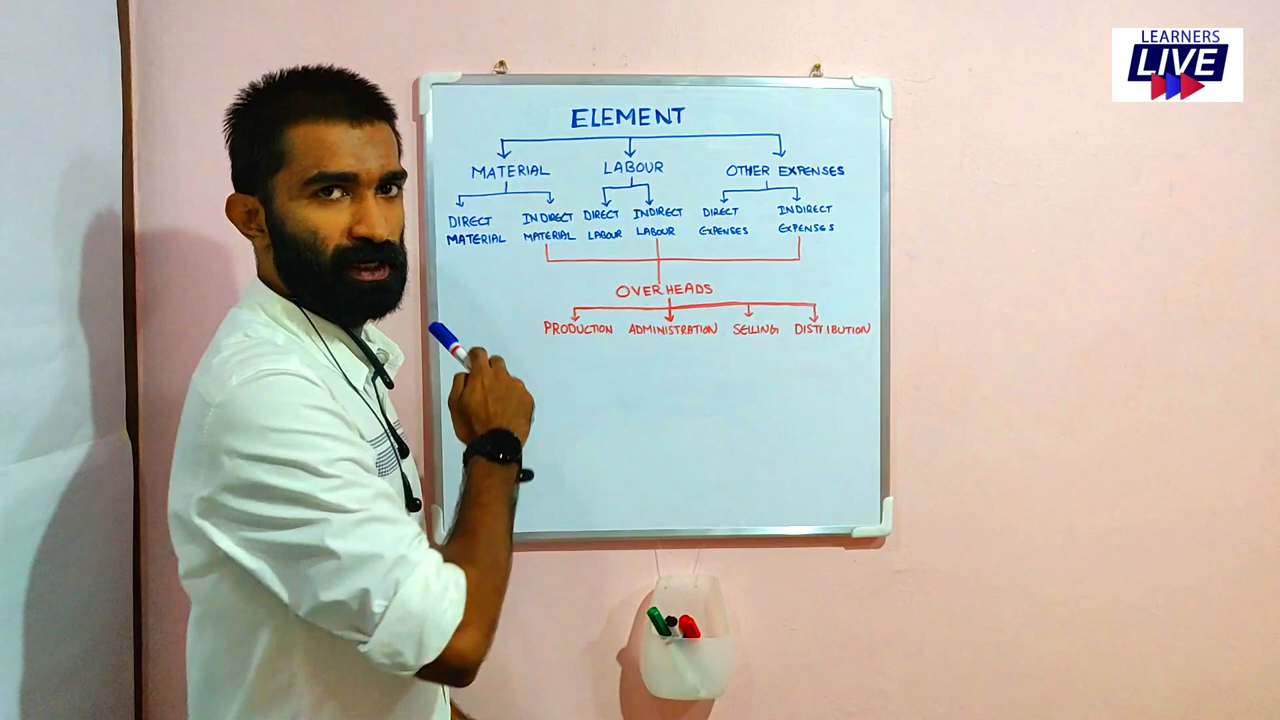 LEARNERS
LIVE
ELEMENT
MATERIAL LABOUR OTHER EXPENSES
DIRECT INDIRECT DIRECT INDIRECT DIRECT INDIRECT
MATERIAL MATERIAL LABOUR LABOUR EXPENSES EXPENSES
OVERHEADS
PRODUCTION ADMINISTRATION SELLING DISTIBUTION